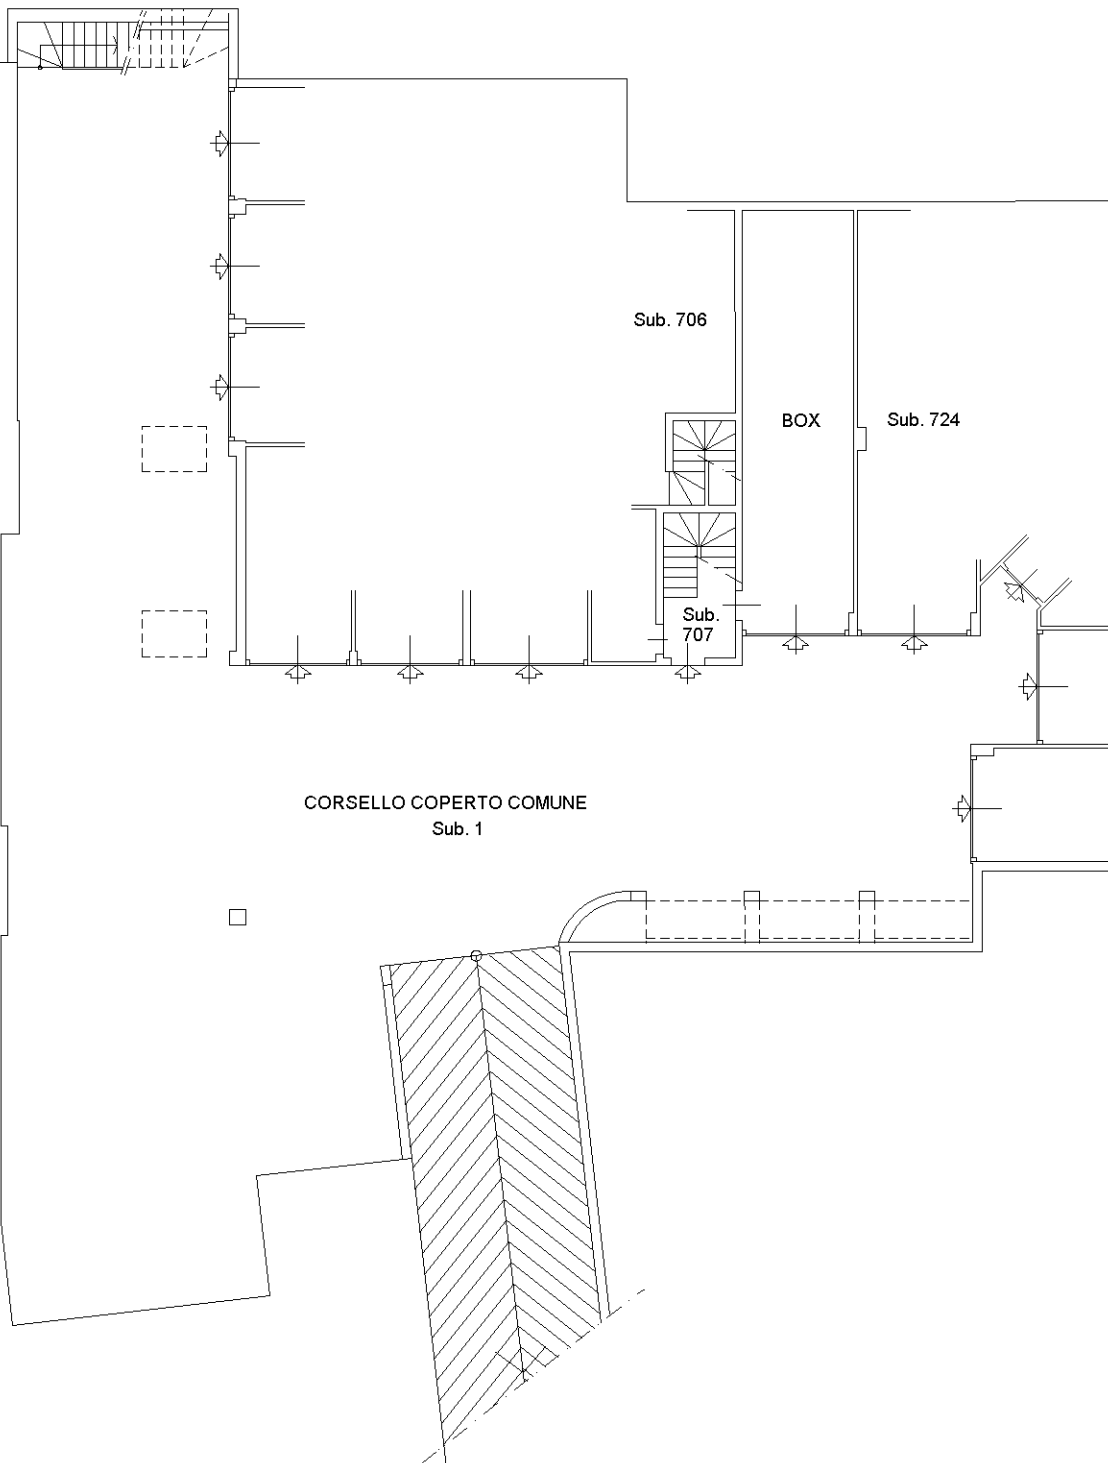 Sub. 706
BOX
Sub. 724
Sub.
707
CORSELLO COPERTO COMUNE
Sub. 1